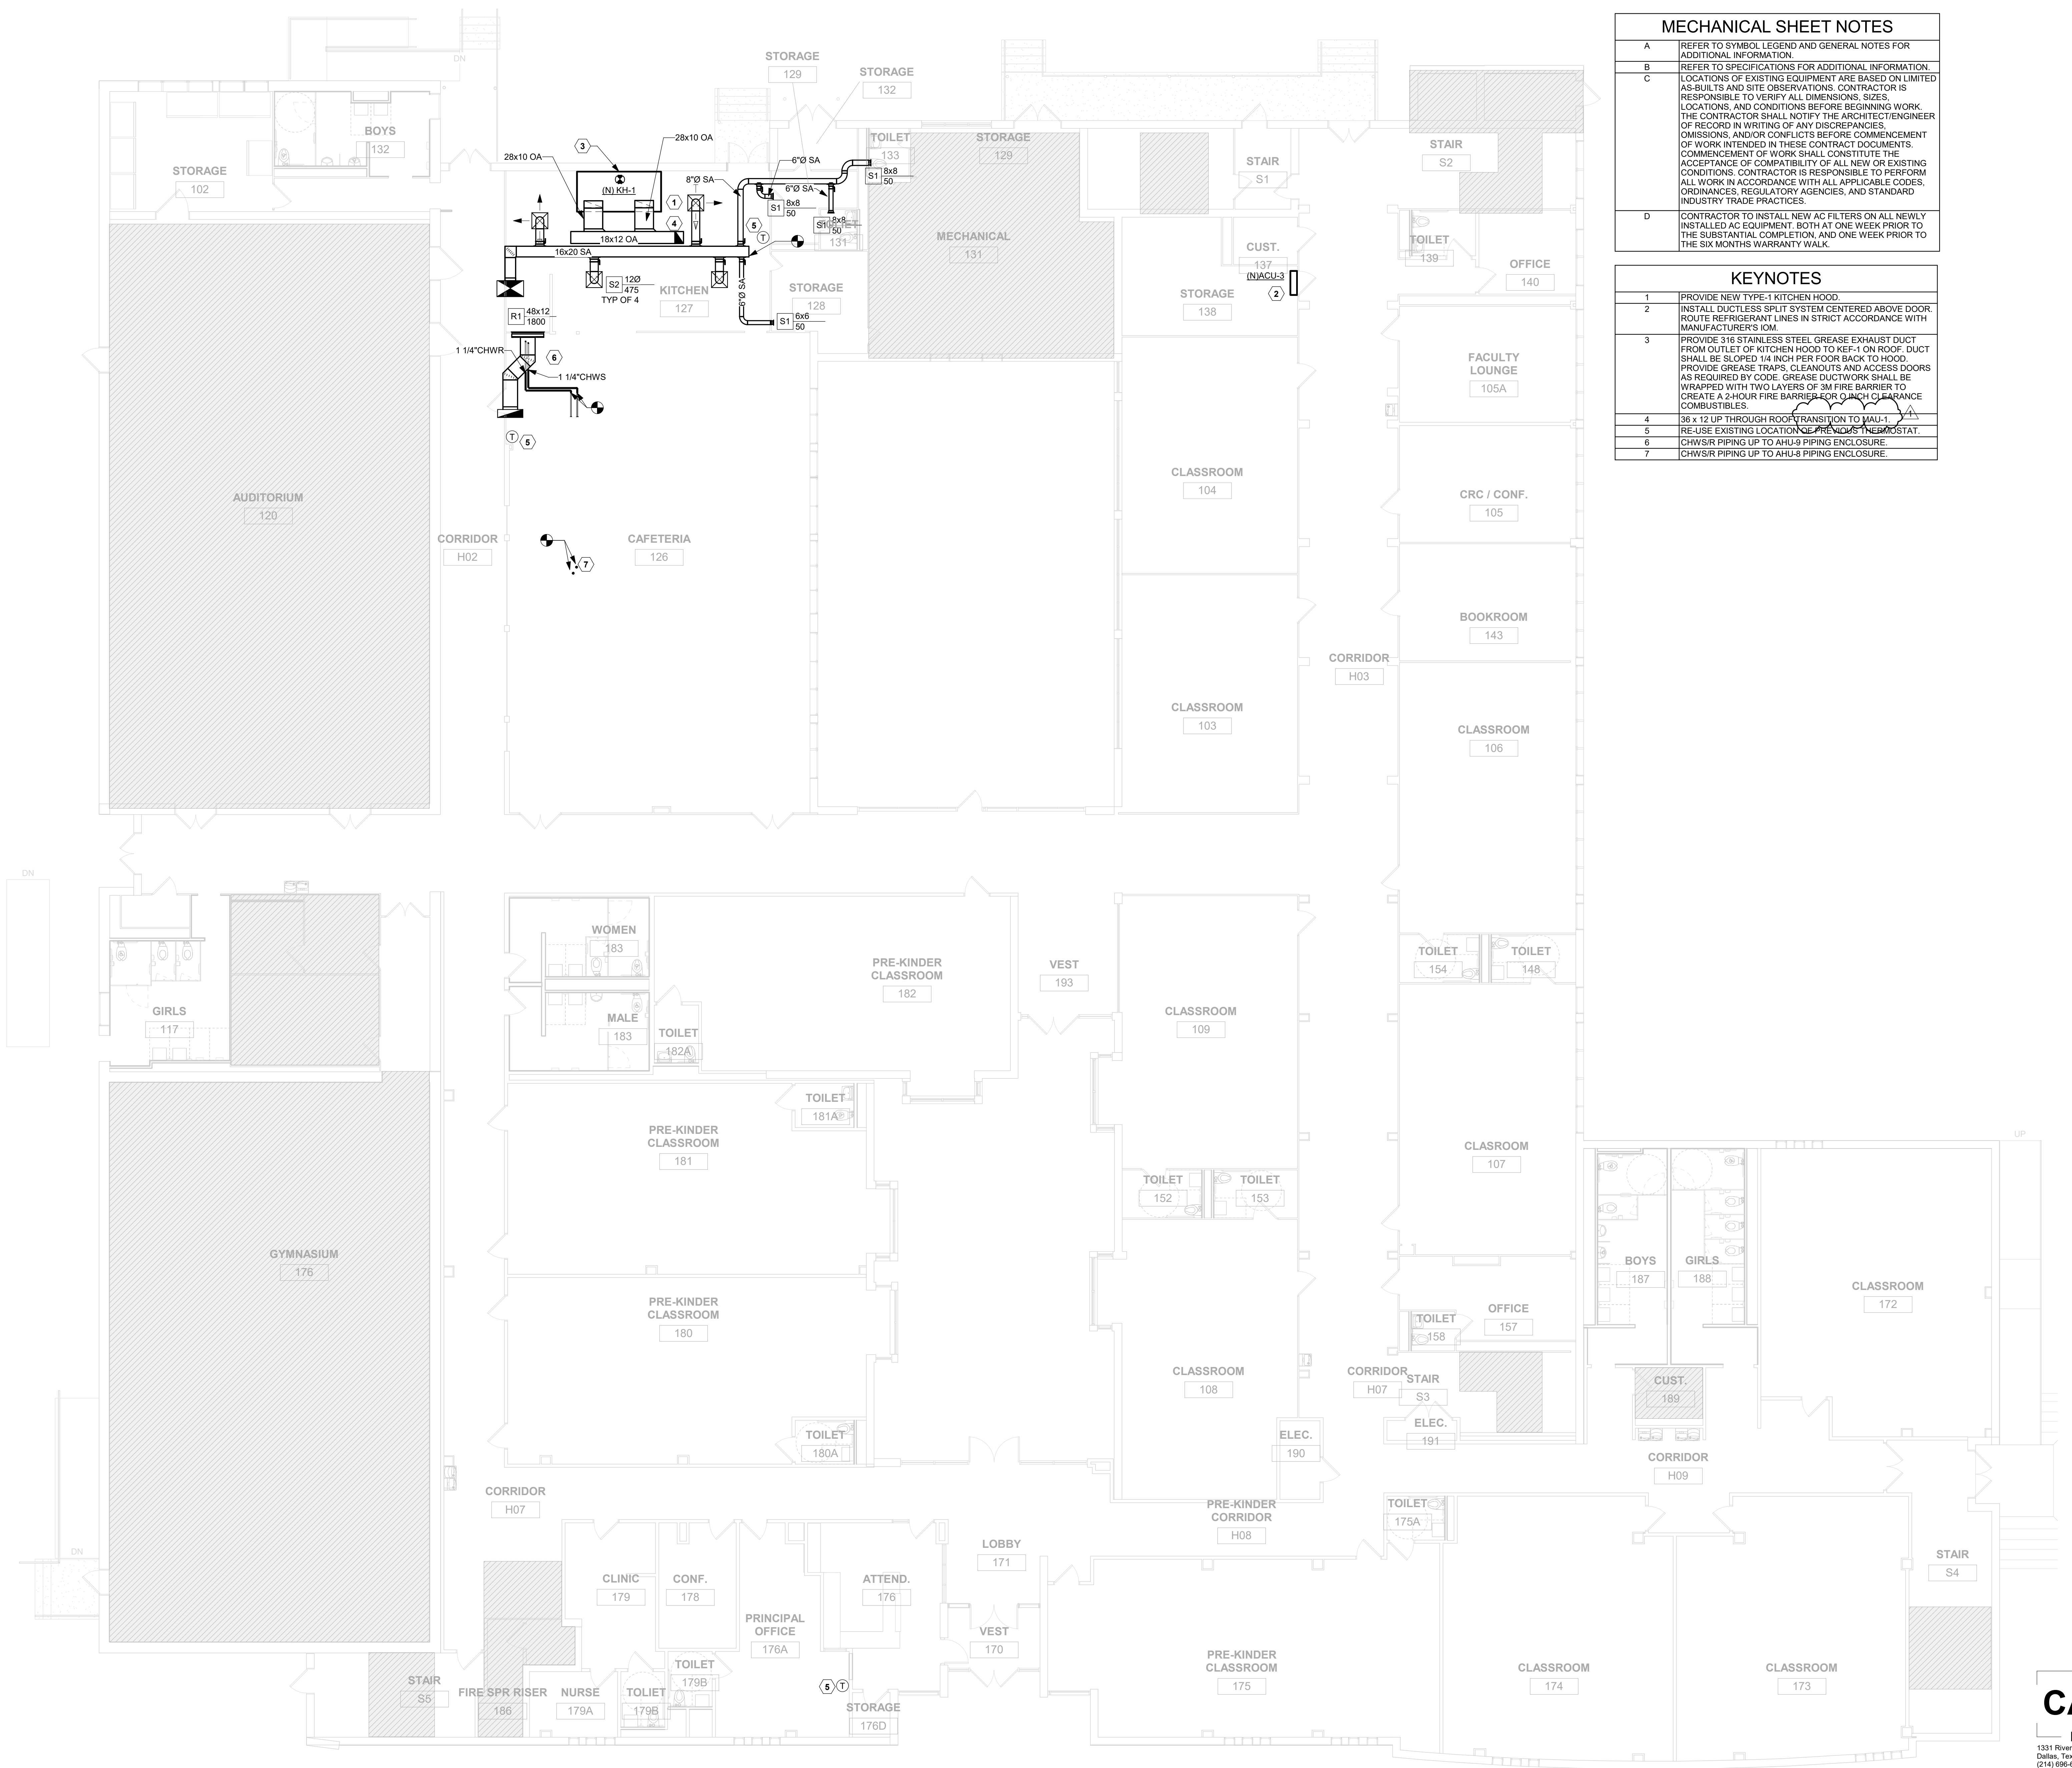 MECHANICAL SHEET NOTES
A REFER TO SYMBOL LEGEND AND GENERAL NOTES FOR
ADDITIONAL INFORMATION.
B REFER TO SPECIFICATIONS FOR ADDITIONAL INFORMATION.
C LOCATIONS OF EXISTING EQUIPMENT ARE BASED ON LIMITED
AS-BUILTS AND SITE OBSERVATIONS. CONTRACTOR IS
RESPONSIBLE TO VERIFY ALL DIMENSIONS, SIZES,
LOCATIONS, AND CONDITIONS BEFORE BEGINNING WORK.
THE CONTRACTOR SHALL NOTIFY THE ARCHITECT/ENGINEER
OF RECORD IN WRITING OF ANY DISCREPANCIES,
OMISSIONS, AND/OR CONFLICTS BEFORE COMMENCEMENT
OF WORK INTENDED IN THESE CONTRACT DOCUMENTS.
COMMENCEMENT OF WORK SHALL CONSTITUTE THE
ACCEPTANCE OF COMPATIBILITY OF ALL NEW OR EXISTING
CONDITIONS. CONTRACTOR IS RESPONSIBLE TO PERFORM
ALL WORK IN ACCORDANCE WITH ALL APPLICABLE CODES,
ORDINANCES, REGULATORY AGENCIES, AND STANDARD
INDUSTRY TRADE PRACTICES.
D CONTRACTOR TO INSTALL NEW AC FILTERS ON ALL NEWLY
INSTALLED AC EQUIPMENT. BOTH AT ONE WEEK PRIOR TO
THE SUBSTANTIAL COMPLETION, AND ONE WEEK PRIOR TO
THE SIX MONTHS WARRANTY WALK.
KEYNOTES
1 PROVIDE NEW TYPE-1 KITCHEN HOOD.
2 INSTALL DUCTLESS SPLIT SYSTEM CENTERED ABOVE DOOR.
ROUTE REFRIGERANT LINES IN STRICT ACCORDANCE WITH
MANUFACTURER'S IOM.
3 PROVIDE 316 STAINLESS STEEL GREASE EXHAUST DUCT
FROM OUTLET OF KITCHEN HOOD TO KEF-1 ON ROOF. DUCT
SHALL BE SLOPED 1/4 INCH PER FOOR BACK TO HOOD.
PROVIDE GREASE TRAPS, CLEANOUTS AND ACCESS DOORS
AS REQUIRED BY CODE. GREASE DUCTWORK SHALL BE
WRAPPED WITH TWO LAYERS OF 3M FIRE BARRIER TO
CREATE A 2-HOUR FIRE BARRIER FOR O INCH CLEARANCE
COMBUSTIBLES.
4 36 x 12 UP THROUGH ROOF TRANSITION TO MAU-1.
1
5 RE-USE EXISTING LOCATION OF PREVIOUS THERMOSTAT.
6 CHWS/R PIPING UP TO AHU-9 PIPING ENCLOSURE.
7 CHWS/R PIPING UP TO AHU-8 PIPING ENCLOSURE.
DN
STORAGE
129
STORAGE
132
BOYS
132
STORAGE
102
28x10 OA
3
28x10 OA
(N) KH-1
8"Ø SA
6"Ø SA
6"Ø SA
1
4
5
T
18x12 OA
16x20 SA
S1 8x8
50
S1 8x8
50
S1 8x8
50
TOILET
133
STORAGE
129
131
MECHANICAL
131
STAIR
S1
STAIR
S2
CUST.
137
(N)ACU-3
2
TOILET
139
OFFICE
140
S2 12Ø
475
TYP OF 4
KITCHEN
127
6"Ø SA
STORAGE
128
S1 6x6
50
STORAGE
138
R1 48x12
1800
1 1/4"CHWR
6
1 1/4"CHWS
FACULTY
LOUNGE
105A
T 5
AUDITORIUM
120
CORRIDOR
H02
CAFETERIA
126
7
CLASSROOM
104
CRC / CONF.
105
BOOKROOM
143
CORRIDOR
H03
CLASSROOM
103
CLASSROOM
106
DN
WOMEN
183
PRE-KINDER
CLASSROOM
182
VEST
193
TOILET
154
TOILET
148
GIRLS
117
MALE
183
TOILET
182A
CLASSROOM
109
TOILET
181A
PRE-KINDER
CLASSROOM
181
CLASROOM
107
UP
TOILET
152
TOILET
153
GYMNASIUM
176
BOYS
187
GIRLS
188
CLASSROOM
172
PRE-KINDER
CLASSROOM
180
OFFICE
157
TOILET
158
CLASSROOM
108
CORRIDOR
H07
STAIR
S3
CUST.
189
TOILET
180A
ELEC.
190
ELEC.
191
CORRIDOR
H09
CORRIDOR
H07
PRE-KINDER
CORRIDOR
H08
TOILET
175A
LOBBY
171
DN
STAIR
S4
CLINIC
179
CONF.
178
ATTEND.
176
PRINCIPAL
OFFICE
176A
VEST
170
PRE-KINDER
CLASSROOM
175
CLASSROOM
174
CLASSROOM
173
STAIR
S5
FIRE SPR RISER
186
NURSE
179A
TOLIET
179B
TOILET
179B
5 T
STORAGE
176D
CA
1331 River
Dallas, Tex
(214) 696-